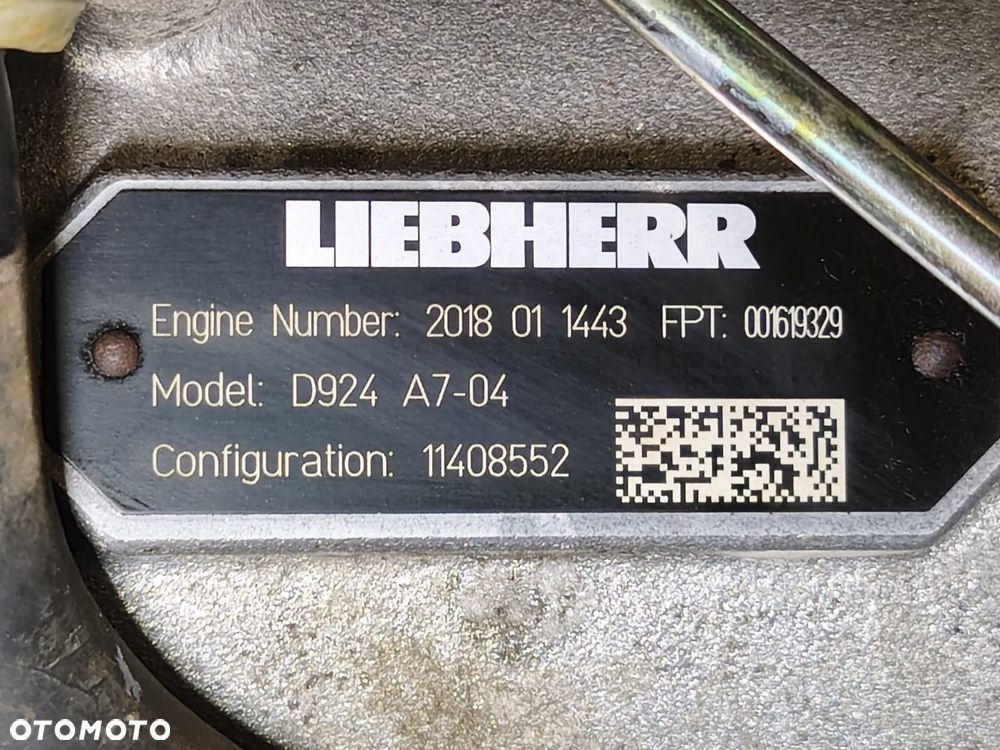 LIEBHERR
Engine Number: 2018 01 1443 FPT: 001619329
Model: D924 A7-04
Configuration: 11408552
OTOMOTO